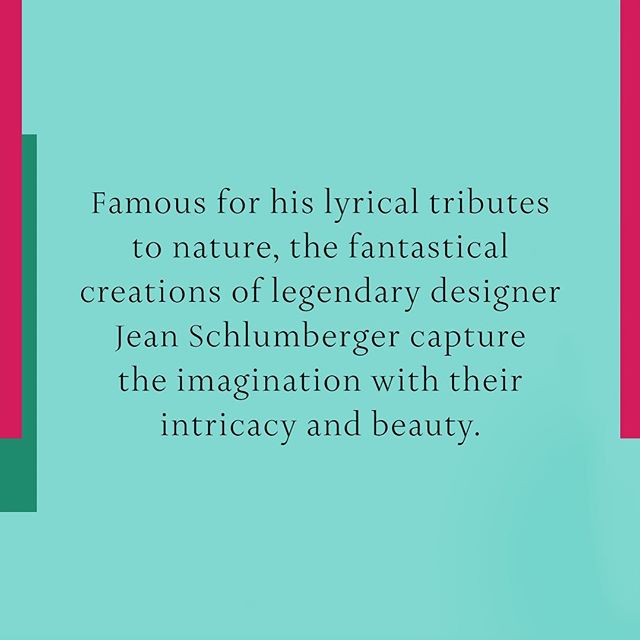 Famous for his lyrical tributes
to nature, the fantastical
creations of legendary designer
Jean Schlumberger capture
the imagination with their
intricacy and beauty.